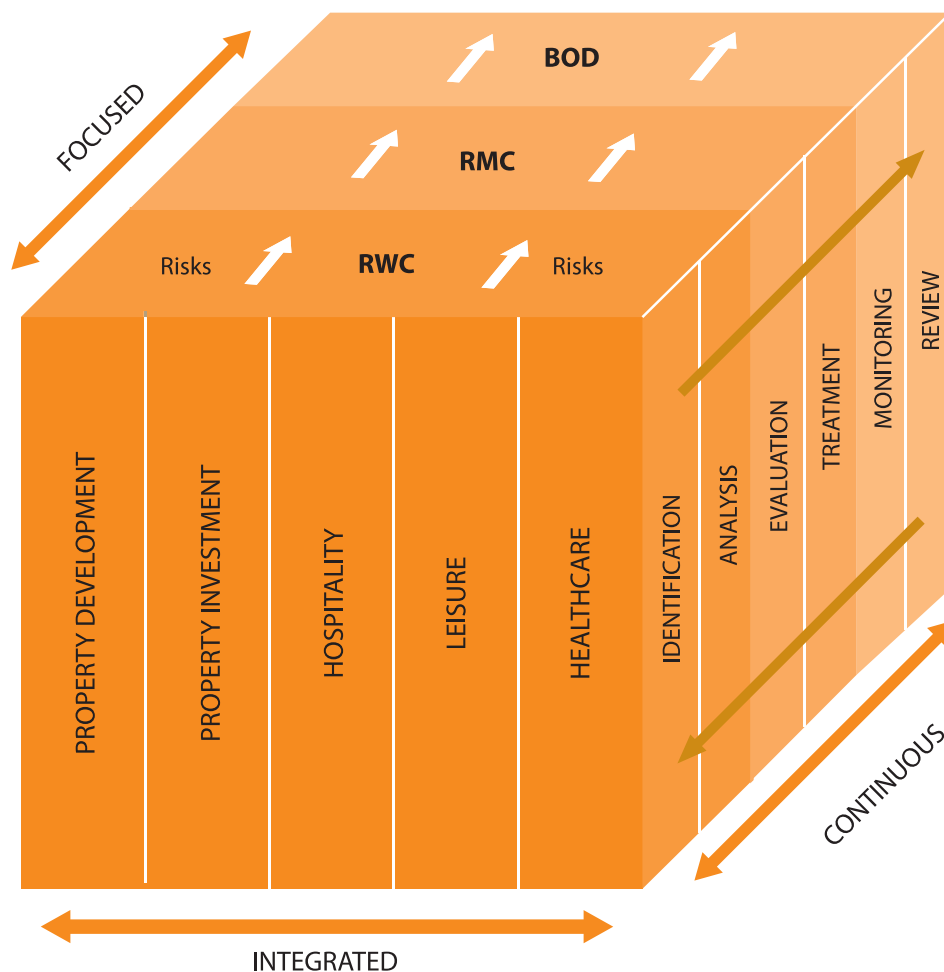 FOCUSED
BOD
RMC
Risks
RWC
Risks
PROPERTY DEVELOPMENT
PROPERTY INVESTMENT
HOSPITALITY
LEISURE
HEALTHCARE
IDENTIFICATION
ANALYSIS
EVALUATION
TREATMENT
MONITORING
REVIEW
CONTINUOUS
INTEGRATED